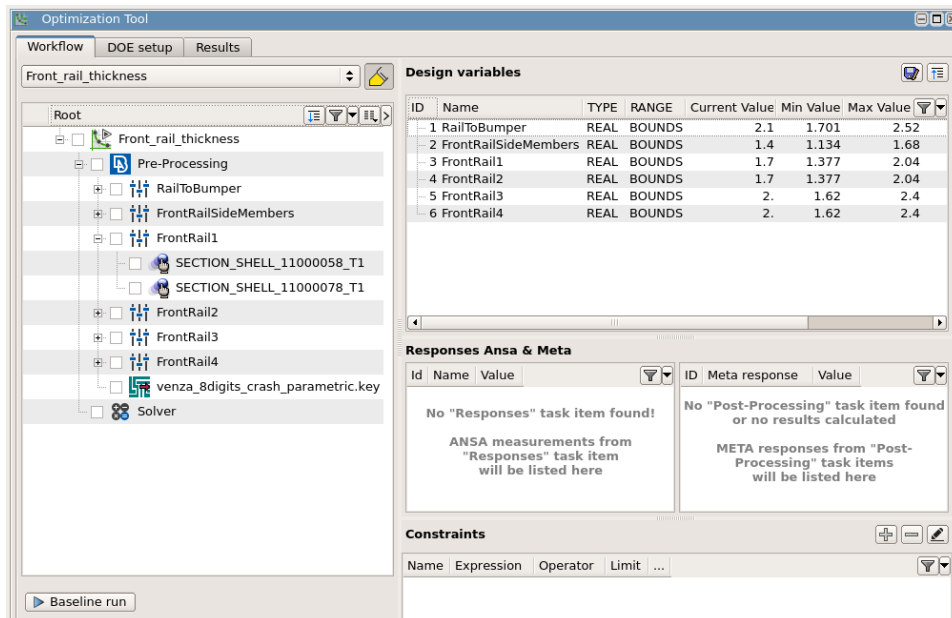 Optimization Tool
Workflow DOE setup Results
Front_rail_thickness
Root
Front_rail_thickness
Pre-Processing
RailToBumper
FrontRailSideMembers
FrontRail1
SECTION_SHELL_11000058_T1
SECTION_SHELL_11000078_T1
FrontRail2
FrontRail3
FrontRail4
venza_8digits_crash_parametric.key
Solver
Baseline run
Design variables
ID Name TYPE RANGE Current Value Min Value Max Value
1 RailToBumper REAL BOUNDS 2.1 1.701 2.52
2 FrontRailSideMembers REAL BOUNDS 1.4 1.134 1.68
3 FrontRail1 REAL BOUNDS 1.7 1.377 2.04
4 FrontRail2 REAL BOUNDS 1.7 1.377 2.04
5 FrontRail3 REAL BOUNDS 2. 1.62 2.4
6 FrontRail4 REAL BOUNDS 2. 1.62 2.4
Responses Ansa & Meta
Id Name Value
No "Responses" task item found!
ANSA measurements from
"Responses" task item
will be listed here
ID Meta response Value
No "Post-Processing" task item found
or no results calculated
META responses from "Post-
Processing" task items
will be listed here
Constraints
Name Expression Operator Limit ...